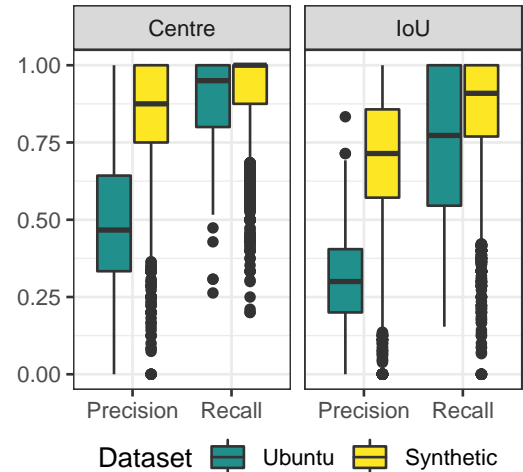 Centre IoU
1.00
0.75
0.50
0.25
0.00
Precision Recall Precision Recall
Dataset Ubuntu Synthetic